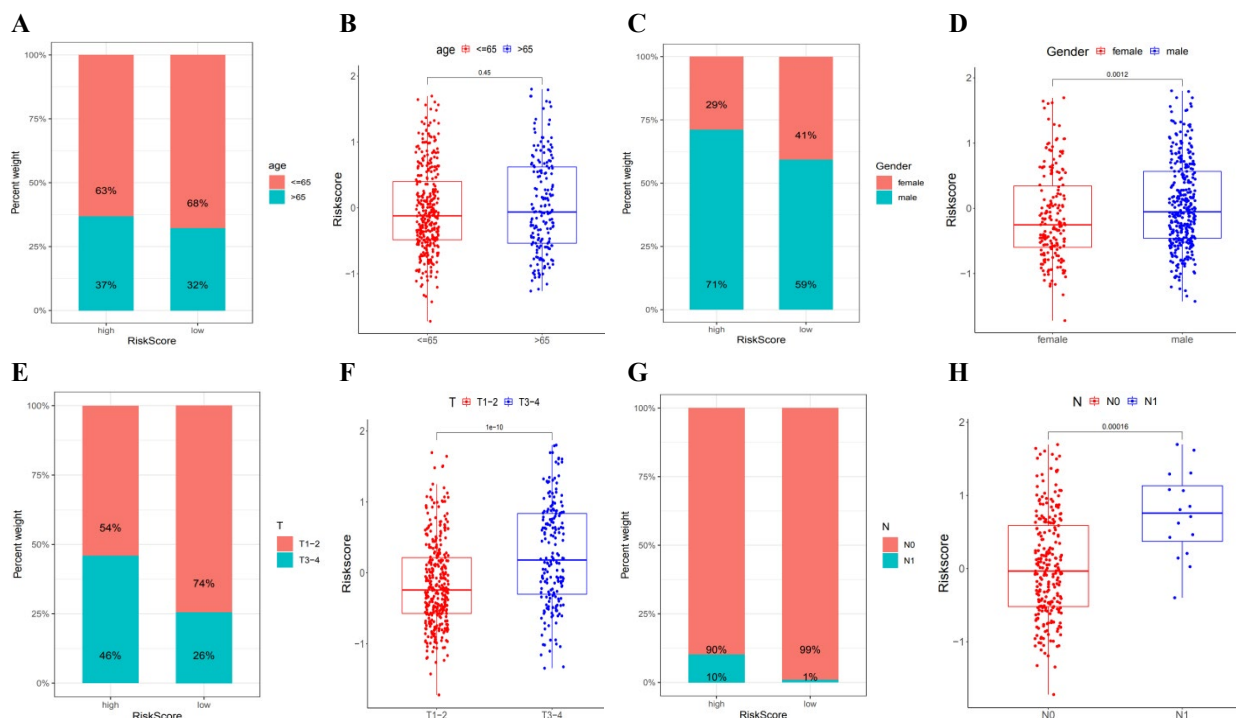 A
100%
75%
50%
25%
0%
Percent weight
63%
68%
37%
32%
high
low
RiskScore
age
<=65
>65
B
age <=65 >65
0.45
2
1
0
−1
Riskscore
<=65
>65
C
100%
75%
50%
25%
0%
Percent weight
29%
41%
71%
59%
high
low
RiskScore
Gender
female
male
D
Gender female male
0.0012
2
1
0
−1
Riskscore
female
male
E
100%
75%
50%
25%
0%
Percent weight
54%
74%
46%
26%
high
low
RiskScore
T
T1−2
T3−4
F
T T1−2 T3−4
1e−10
2
1
0
−1
Riskscore
T1−2
T3−4
G
100%
75%
50%
25%
0%
Percent weight
90%
99%
10%
1%
high
low
RiskScore
N
N0
N1
H
N N0 N1
0.00016
2
1
0
−1
Riskscore
N0
N1